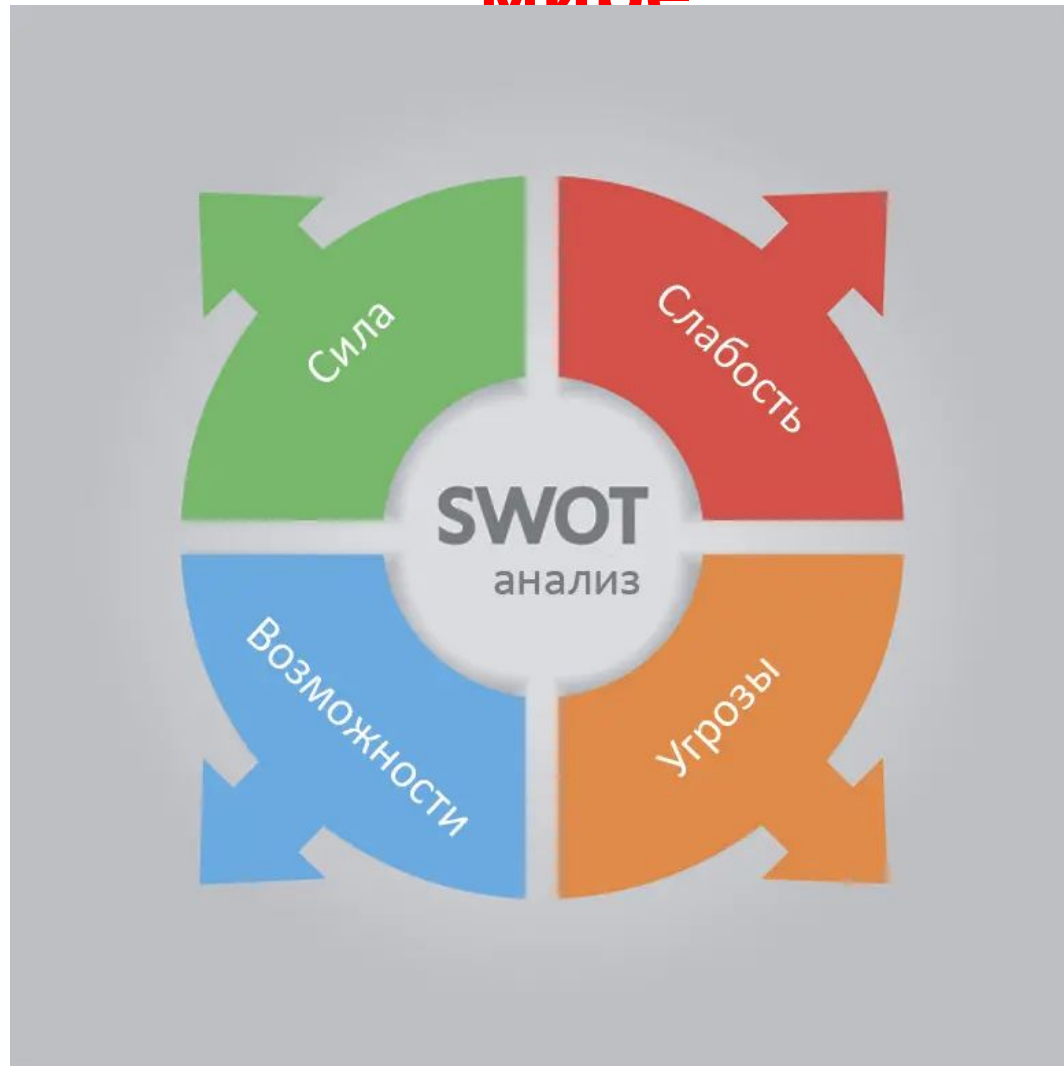 Сила
Слабость
SWOT
анализ
Возможности
Угрозы